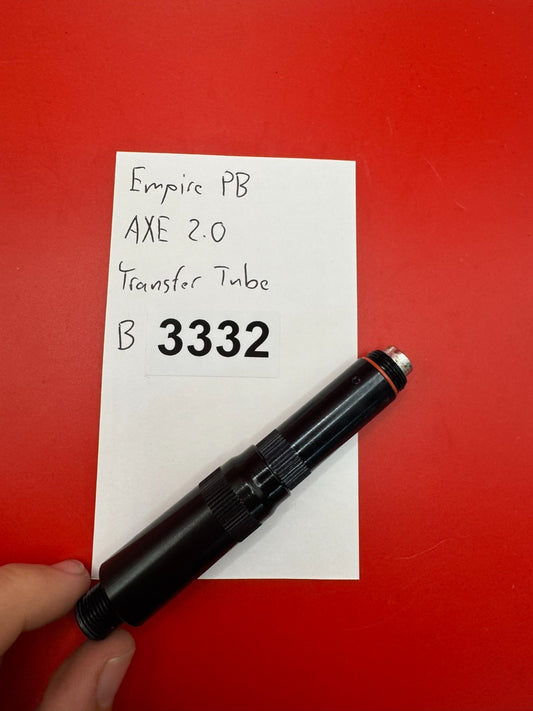 Empire PB
AXE 2.0
Transfer Tube
B 3332